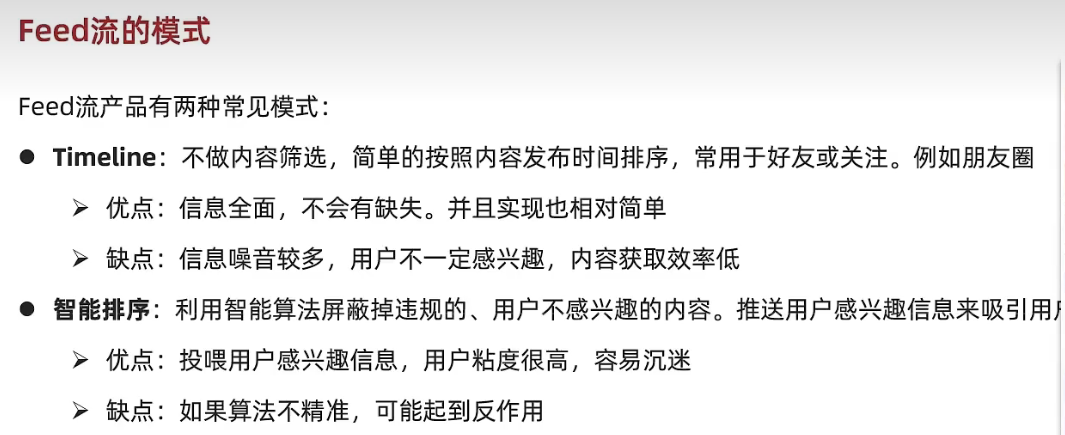 Feed流的模式
Feed流产品有两种常见模式：
● Timeline：不做内容筛选，简单的按照内容发布时间排序，常用于好友或关注。例如朋友圈
➢ 优点：信息全面，不会有缺失。并且实现也相对简单
➢ 缺点：信息噪音较多，用户不一定感兴趣，内容获取效率低
● 智能排序：利用智能算法屏蔽掉违规的、用户不感兴趣的内容。推送用户感兴趣信息来吸引用
➢ 优点：投喂用户感兴趣信息，用户粘度很高，容易沉迷
➢ 缺点：如果算法不精准，可能起到反作用